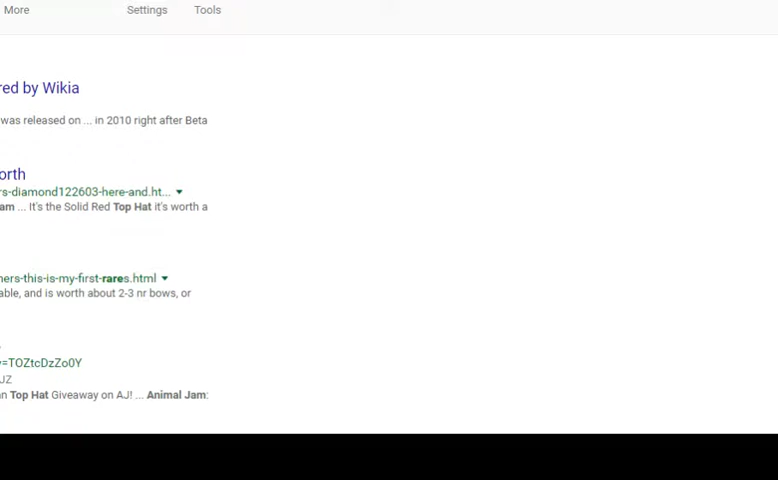 More Settings Tools
red by Wikia
was released on ... in 2010 right after Beta
orth
rs-diamond122603-here-and.ht...
am ... It's the Solid Red Top Hat it's worth a
ners-this-is-my-first-rares.html
able, and is worth about 2-3 nr bows, or
=TOZtcDzZo0Y
JZ
n Top Hat Giveaway on AJ! ... Animal Jam: